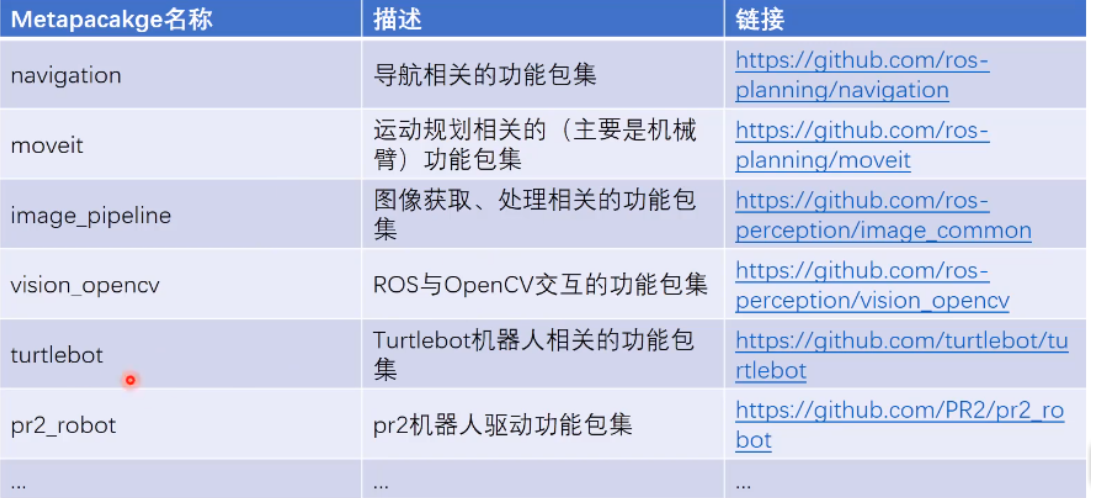 Metapacakge名称 描述 链接
navigation 导航相关的功能包集 https://github.com/ros-
planning/navigation
moveit 运动规划相关的（主要是机械 https://github.com/ros-
臂）功能包集 planning/moveit
image_pipeline 图像获取、处理相关的功能包 https://github.com/ros-
集 perception/image_common
vision_opencv ROS与OpenCV交互的功能包集 https://github.com/ros-
perception/vision_opencv
turtlebot Turtlebot机器人相关的功能包 https://github.com/turtlebot/tu
集 rtlebot
pr2_robot pr2机器人驱动功能包集 https://github.com/PR2/pr2_ro
bot
... ... ...